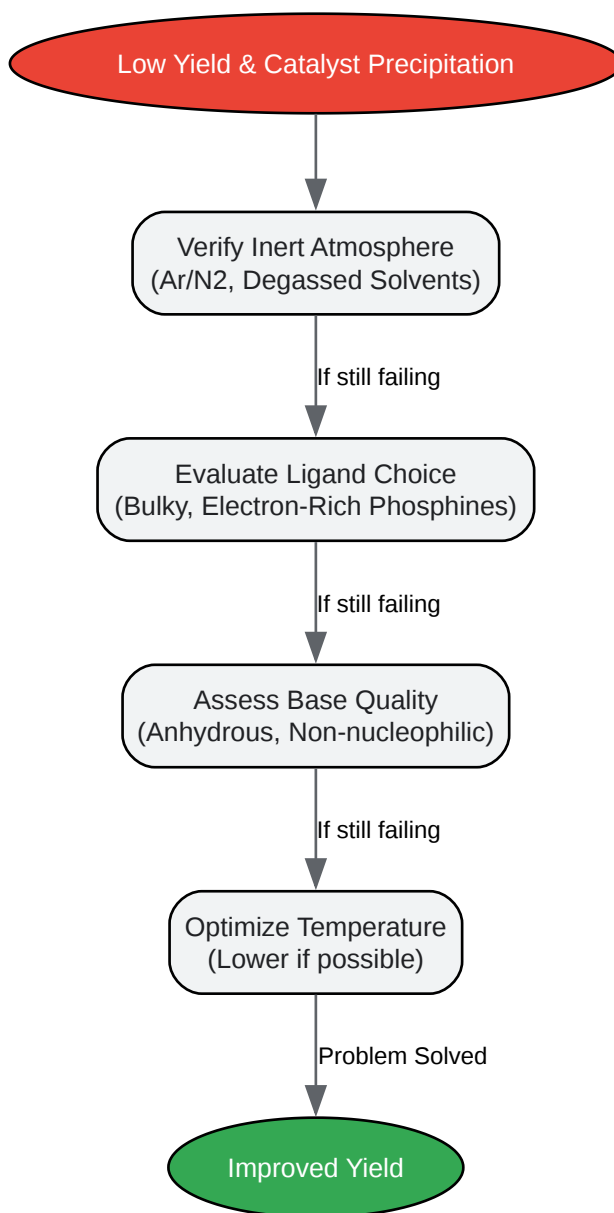 Low Yield & Catalyst Precipitation
Verify Inert Atmosphere
(Ar/N2, Degassed Solvents)
If still failing
Evaluate Ligand Choice
(Bulky, Electron-Rich Phosphines)
If still failing
Assess Base Quality
(Anhydrous, Non-nucleophilic)
If still failing
Optimize Temperature
(Lower if possible)
Problem Solved
Improved Yield